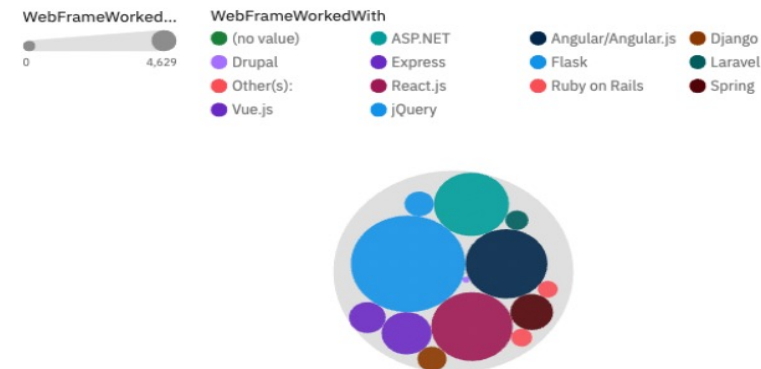 WebFrameWorked...
0 4,629
WebFrameWorkedWith
(no value) ASP.NET Angular/Angular.js Django
Drupal Express Flask Laravel
Other(s): React.js Ruby on Rails Spring
Vue.js jQuery